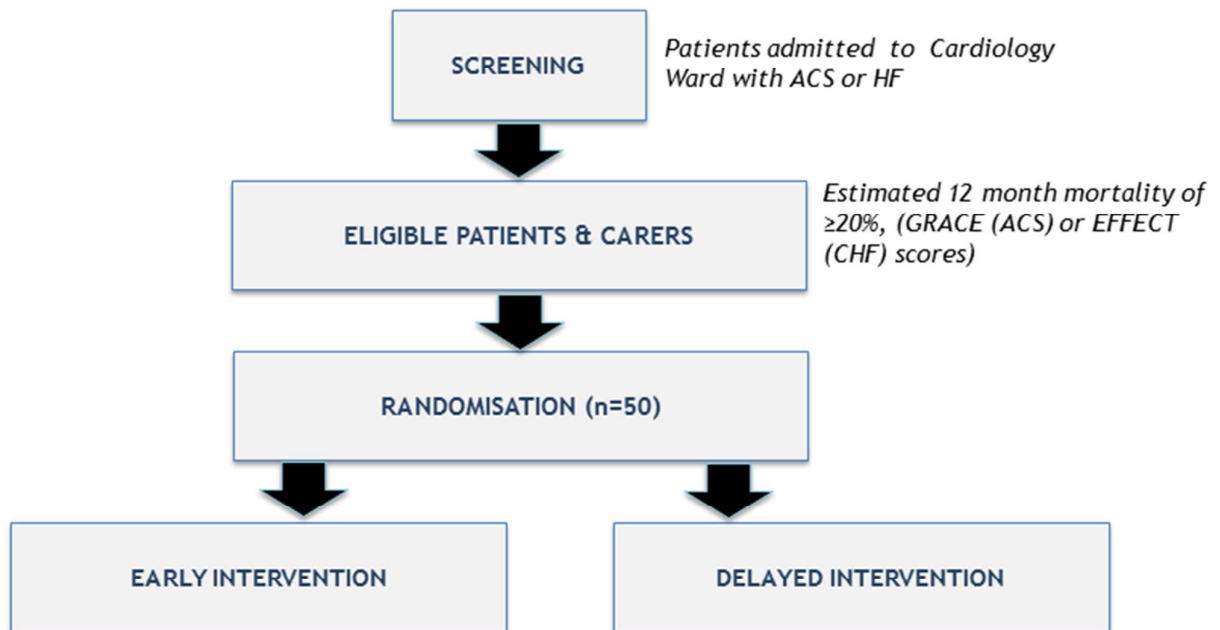 SCREENING
Patients admitted to Cardiology
Ward with ACS or HF
ELIGIBLE PATIENTS & CARERS
Estimated 12 month mortality of
≥20%, (GRACE (ACS) or EFFECT
(CHF) scores)
RANDOMISATION (n=50)
EARLY INTERVENTION
DELAYED INTERVENTION